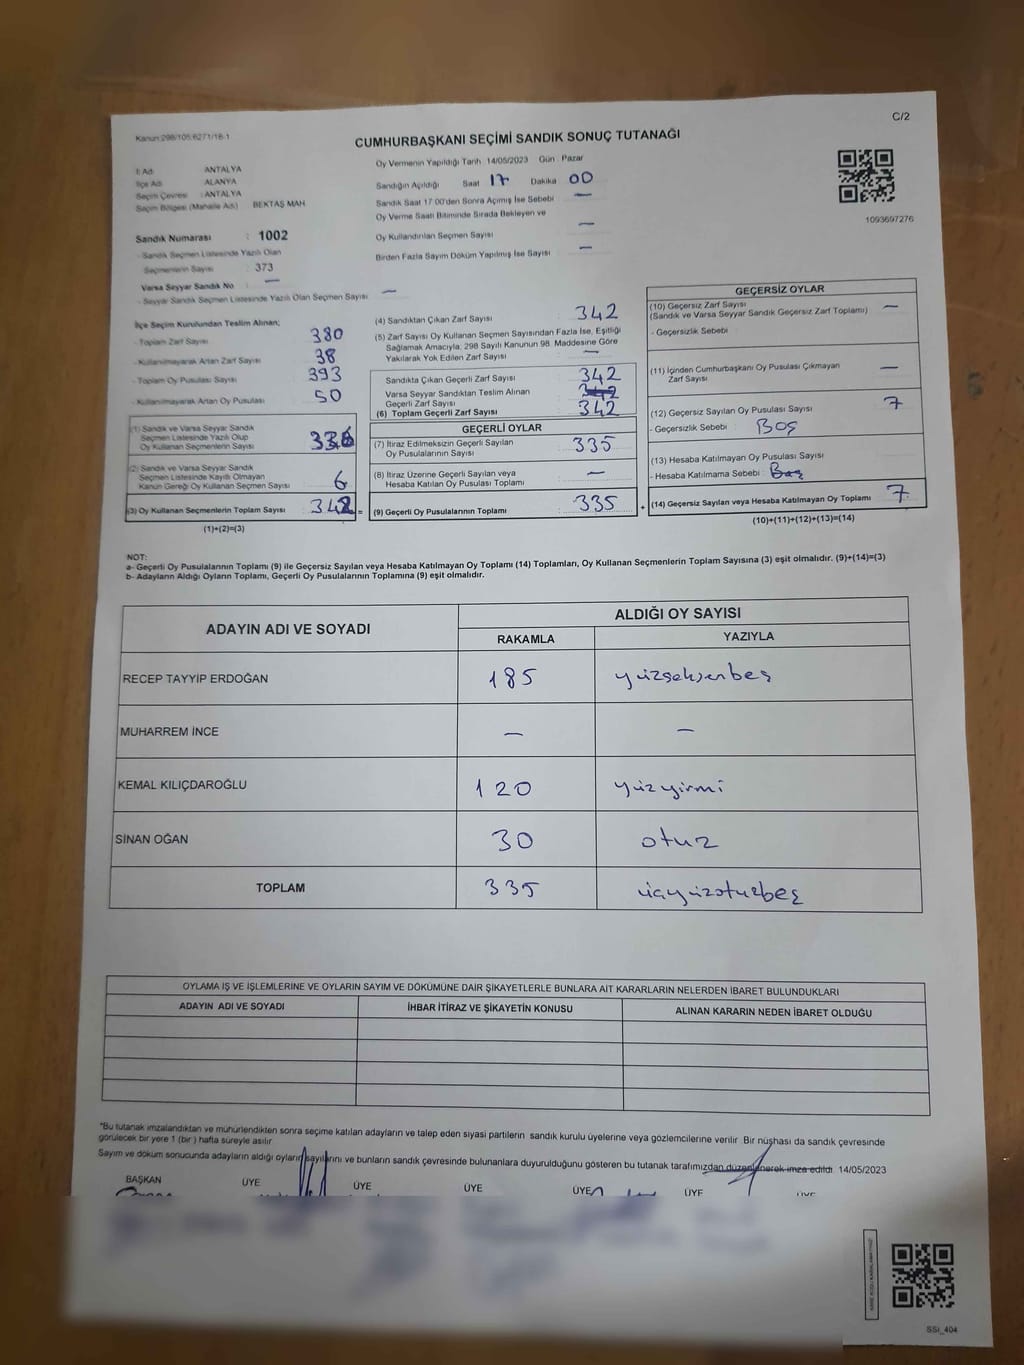 C/2
Kanun:298/105;6271/18-1
CUMHURBAŞKANI SEÇİMİ SANDIK SONUÇ TUTANAĞI
1093697276
İl Adı : ANTALYA
İlçe Adı : ALANYA
Seçim Çevresi : ANTALYA
Seçim Bölgesi (Mahalle Adı) BEKTAŞ MAH.
Sandık Numarası : 1002
- Sandık Seçmen Listesinde Yazılı Olan
Seçmenlerin Sayısı : 373
Varsa Seyyar Sandık No : —
- Seyyar Sandık Seçmen Listesinde Yazılı Olan Seçmen Sayısı —
Oy Vermenin Yapıldığı Tarih 14/05/2023 Gün Pazar
Sandığın Açıldığı Saat 17 Dakika 00
Sandık Saat 17:00'den Sonra Açılmış İse Sebebi —
Oy Verme Saati Bitiminde Sırada Bekleyen ve
Oy Kullandırılan Seçmen Sayısı —
Birden Fazla Sayım Döküm Yapılmış İse Sayısı —
İlçe Seçim Kurulundan Teslim Alınan;
- Toplam Zarf Sayısı 380
- Kullanılmayarak Artan Zarf Sayısı 38
- Toplam Oy Pusulası Sayısı 393
- Kullanılmayarak Artan Oy Pusulası 50
(1) Sandık ve Varsa Seyyar Sandık
Seçmen Listesinde Yazılı Olup
Oy Kullanan Seçmenlerin Sayısı 336
(2) Sandık ve Varsa Seyyar Sandık
Seçmen Listesinde Kayıtlı Olmayan
Kanun Gereği Oy Kullanan Seçmen Sayısı 6
(3) Oy Kullanan Seçmenlerin Toplam Sayısı 342 =
(1)+(2)=(3)
(4) Sandıktan Çıkan Zarf Sayısı 342
(5) Zarf Sayısı Oy Kullanan Seçmen Sayısından Fazla İse, Eşitliği
Sağlamak Amacıyla; 298 Sayılı Kanunun 98. Maddesine Göre
Yakılarak Yok Edilen Zarf Sayısı —
Sandıkta Çıkan Geçerli Zarf Sayısı 342
Varsa Seyyar Sandıktan Teslim Alınan
Geçerli Zarf Sayısı 342
(6) Toplam Geçerli Zarf Sayısı 342
GEÇERLİ OYLAR
(7) İtiraz Edilmeksizin Geçerli Sayılan
Oy Pusulalarının Sayısı 335
(8) İtiraz Üzerine Geçerli Sayılan veya
Hesaba Katılan Oy Pusulası Toplamı —
(9) Geçerli Oy Pusulalarının Toplamı 335 +
GEÇERSİZ OYLAR
(10) Geçersiz Zarf Sayısı —
(Sandık ve Varsa Seyyar Sandık Geçersiz Zarf Toplamı)
- Geçersizlik Sebebi :
(11) İçinden Cumhurbaşkanı Oy Pusulası Çıkmayan
Zarf Sayısı —
(12) Geçersiz Sayılan Oy Pusulası Sayısı 7
- Geçersizlik Sebebi : Boş
(13) Hesaba Katılmayan Oy Pusulası Sayısı
- Hesaba Katılmama Sebebi : Boş
(14) Geçersiz Sayılan veya Hesaba Katılmayan Oy Toplamı 7
(10)+(11)+(12)+(13)=(14)
NOT:
a- Geçerli Oy Pusulalarının Toplamı (9) ile Geçersiz Sayılan veya Hesaba Katılmayan Oy Toplamı (14) Toplamları, Oy Kullanan Seçmenlerin Toplam Sayısına (3) eşit olmalıdır. (9)+(14)=(3)
b- Adayların Aldığı Oyların Toplamı, Geçerli Oy Pusulalarının Toplamına (9) eşit olmalıdır.
ADAYIN ADI VE SOYADI ALDIĞI OY SAYISI
RAKAMLA YAZIYLA
RECEP TAYYİP ERDOĞAN 185 yüzseksenbeş
MUHARREM İNCE — —
KEMAL KILIÇDAROĞLU 120 yüzyirmi
SİNAN OĞAN 30 otuz
TOPLAM 335 üçyüzotuzbeş
OYLAMA İŞ VE İŞLEMLERİNE VE OYLARIN SAYIM VE DÖKÜMÜNE DAİR ŞİKAYETLERLE BUNLARA AİT KARARLARIN NELERDEN İBARET BULUNDUKLARI
ADAYIN ADI VE SOYADI İHBAR İTİRAZ VE ŞİKAYETİN KONUSU ALINAN KARARIN NEDEN İBARET OLDUĞU
*Bu tutanak imzalandıktan ve mühürlendikten sonra seçime katılan adayların ve talep eden siyasi partilerin sandık kurulu üyelerine veya gözlemcilerine verilir. Bir nüshası da sandık çevresinde
görülecek bir yere 1 (bir ) hafta süreyle asılır.
Sayım ve döküm sonucunda adayların aldığı oyların sayılarını ve bunların sandık çevresinde bulunanlara duyurulduğunu gösteren bu tutanak tarafımızdan düzenlenerek imza edildi. 14/05/2023
BAŞKAN ÜYE ÜYE ÜYE ÜYE ÜYE ÜYE
SSİ_404